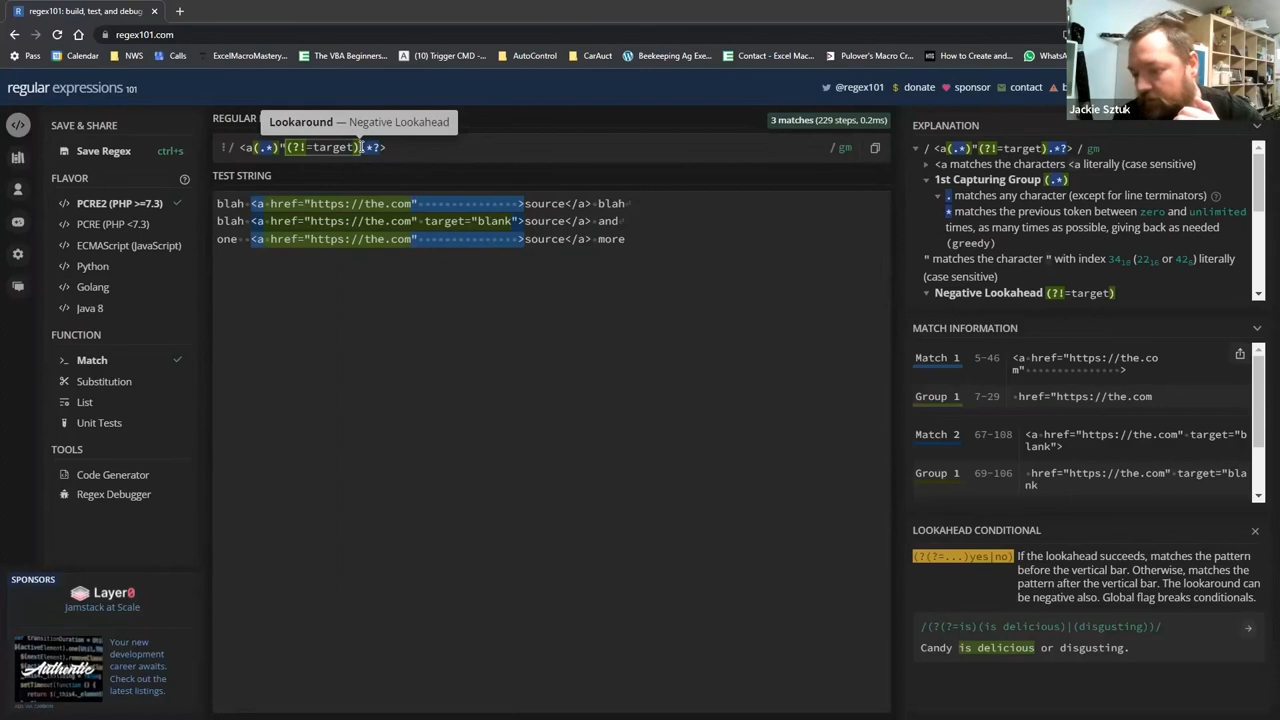 regex101: build, test, and debug
regex101.com
Pass
Calendar
NWS
Calls
ExcelMacroMastery
The VBA Beginners...
(10) Trigger CMD - ...
AutoControl
CarAuct
Beekeeping Ag Ex...
Contact - Excel Mac...
Pulover's Macro Cr...
How to Create and...
WhatsA
Jackie Sztuk
regular expressions 101
@regex101
$ donate
sponsor
contact
SAVE & SHARE
Save Regex
ctrl+s
FLAVOR
PCRE2 (PHP >=7.3)
PCRE (PHP <7.3)
ECMAScript (JavaScript)
Python
Golang
Java 8
FUNCTION
Match
Substitution
List
Unit Tests
TOOLS
Code Generator
Regex Debugger
SPONSORS
Layer0
Jamstack at Scale
Authentic
Your new
development
career awaits.
Check out the
latest listings.
REGULAR
Lookaround — Negative Lookahead
3 matches (229 steps, 0.2ms)
/ <a(.*)"(?!=target).*?>
/ gm
TEST STRING
blah <a href="https://the.com"               >source</a> blah
blah <a href="https://the.com" target="blank">source</a> and
one  <a href="https://the.com"               >source</a> more
EXPLANATION
/ <a(.*)"(?!=target).*?> / gm
<a matches the characters <a literally (case sensitive)
1st Capturing Group (.*)
. matches any character (except for line terminators)
* matches the previous token between zero and unlimited
times, as many times as possible, giving back as needed
(greedy)
" matches the character " with index 34₁₀ (22₁₆ or 42₈) literally
(case sensitive)
Negative Lookahead (?!=target)
MATCH INFORMATION
Match 1
5-46
<a href="https://the.co
m"               >
Group 1
7-29
href="https://the.com
Match 2
67-108
<a href="https://the.com" target="b
lank">
Group 1
69-106
href="https://the.com" target="bla
nk
LOOKAHEAD CONDITIONAL
(?(?=...)yes|no)
If the lookahead succeeds, matches the pattern
before the vertical bar. Otherwise, matches the
pattern after the vertical bar. The lookaround can
be negative also. Global flag breaks conditionals.
/(?(?=is)(is delicious)|(disgusting))/
Candy is delicious or disgusting.